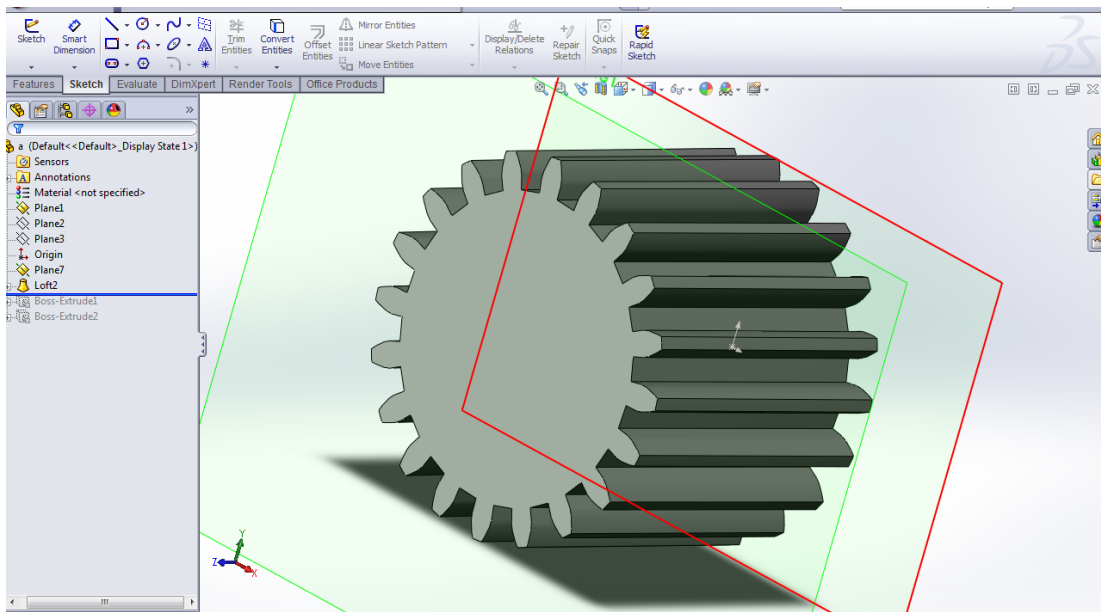 Sketch
Smart Dimension
Trim Entities
Convert Entities
Offset Entities
Mirror Entities
Linear Sketch Pattern
Move Entities
Display/Delete Relations
Repair Sketch
Quick Snaps
Rapid Sketch
Features Sketch Evaluate DimXpert Render Tools Office Products
a (Default<<Default>_Display State 1>)
Sensors
Annotations
Material <not specified>
Plane1
Plane2
Plane3
Origin
Plane7
Loft2
Boss-Extrude1
Boss-Extrude2
Y
Z
X